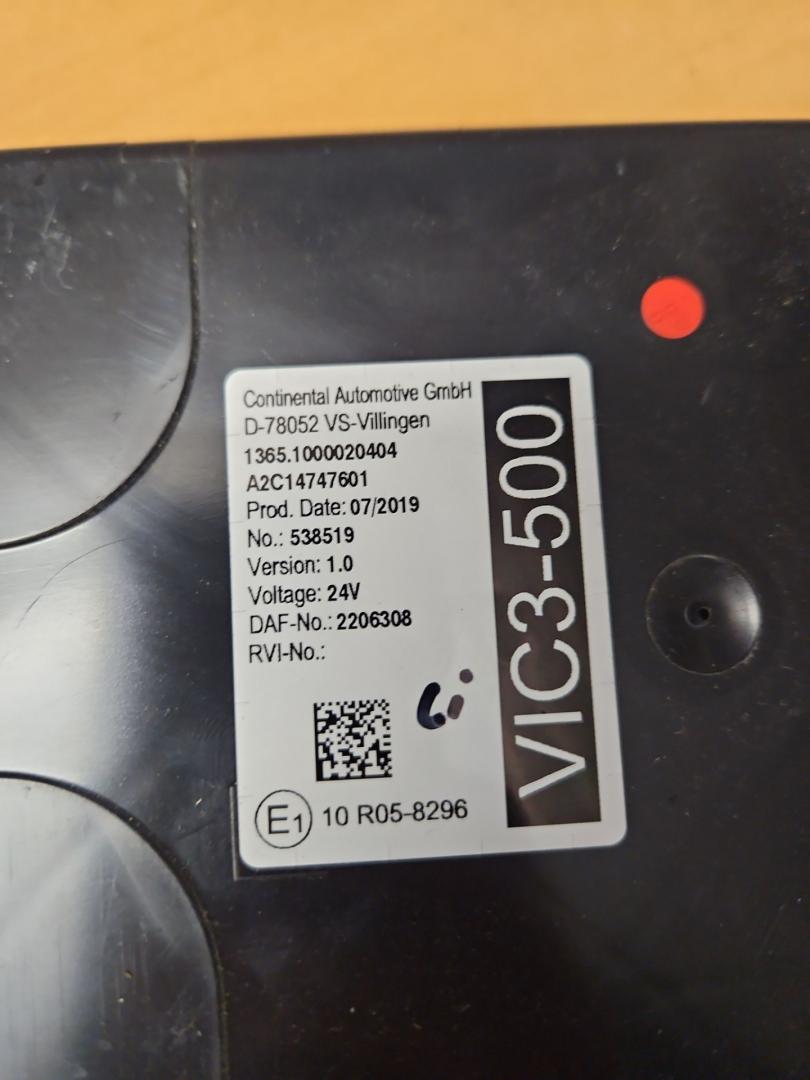 Continental Automotive GmbH
D-78052 VS-Villingen
1365.1000020404
A2C14747601
Prod. Date: 07/2019
No.: 538519
Version: 1.0
Voltage: 24V
DAF-No.: 2206308
RVI-No.:
E1 10 R05-8296
VIC3-500